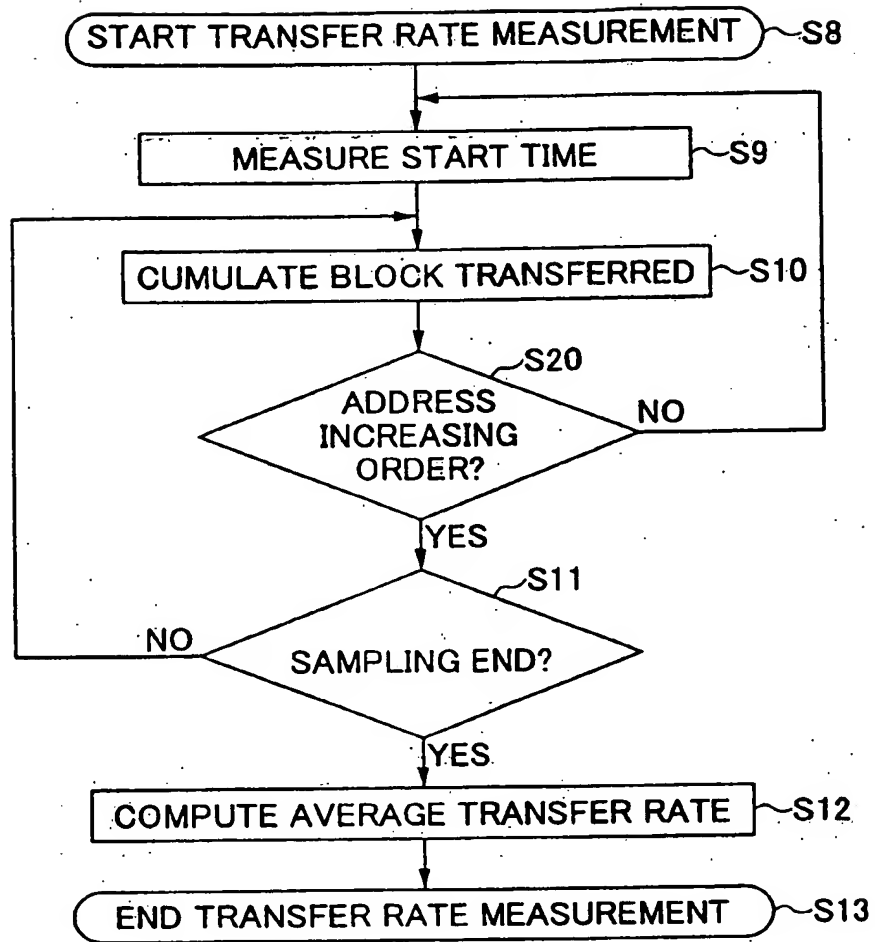 START TRANSFER RATE MEASUREMENT S8
MEASURE START TIME S9
CUMULATE BLOCK TRANSFERRED S10
S20
ADDRESS
INCREASING
ORDER?
NO
YES
S11
NO
SAMPLING END?
YES
COMPUTE AVERAGE TRANSFER RATE S12
END TRANSFER RATE MEASUREMENT S13